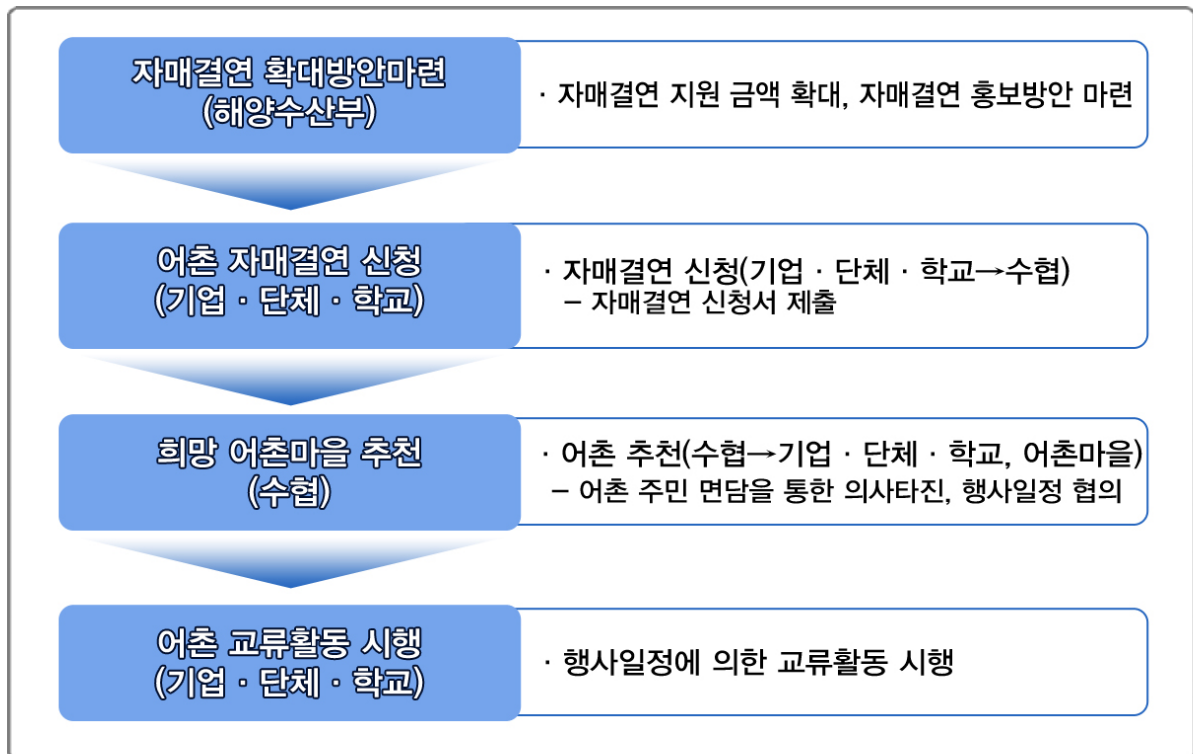 자매결연 확대방안마련
(해양수산부)
· 자매결연 지원 금액 확대, 자매결연 홍보방안 마련
어촌 자매결연 신청
(기업 · 단체 · 학교)
· 자매결연 신청(기업 · 단체 · 학교→수협)
– 자매결연 신청서 제출
희망 어촌마을 추천
(수협)
· 어촌 추천(수협→기업 · 단체 · 학교, 어촌마을)
– 어촌 주민 면담을 통한 의사타진, 행사일정 협의
어촌 교류활동 시행
(기업 · 단체 · 학교)
· 행사일정에 의한 교류활동 시행